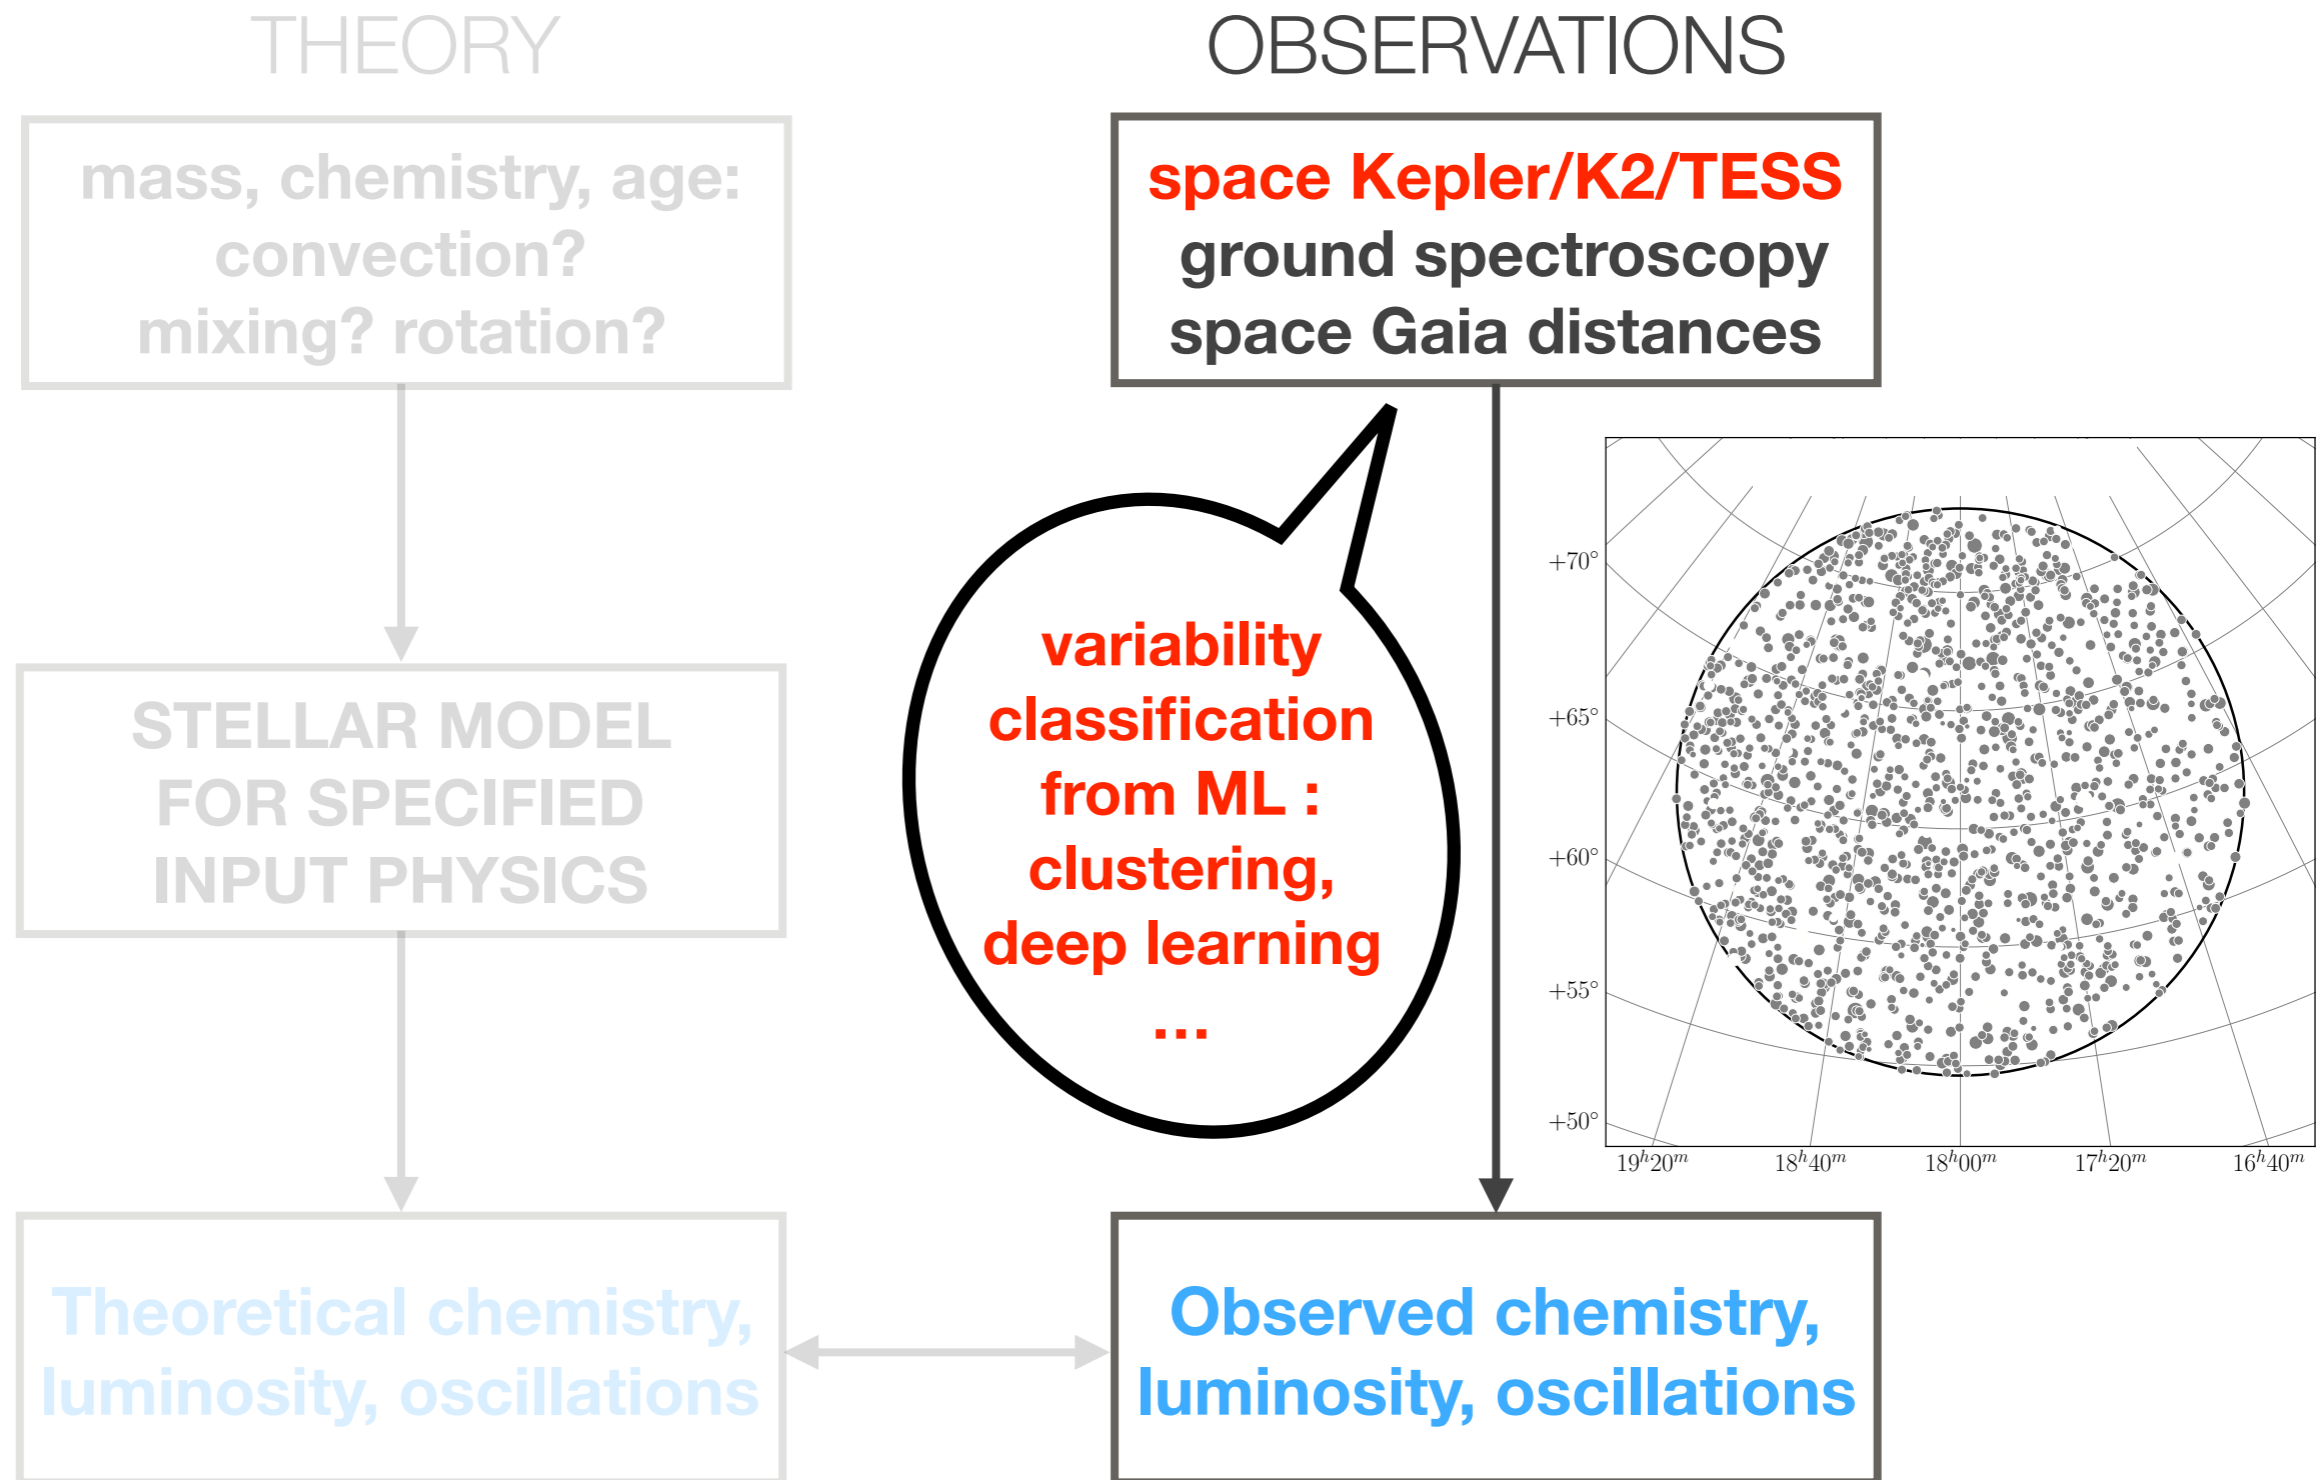 THEORY
mass, chemistry, age:
convection?
mixing? rotation?
STELLAR MODEL
FOR SPECIFIED
INPUT PHYSICS
Theoretical chemistry,
luminosity, oscillations
OBSERVATIONS
space Kepler/K2/TESS
ground spectroscopy
space Gaia distances
variability
classification
from ML :
clustering,
deep learning
...
+70°
+65°
+60°
+55°
+50°
19h20m 18h40m 18h00m 17h20m 16h40m
Observed chemistry,
luminosity, oscillations